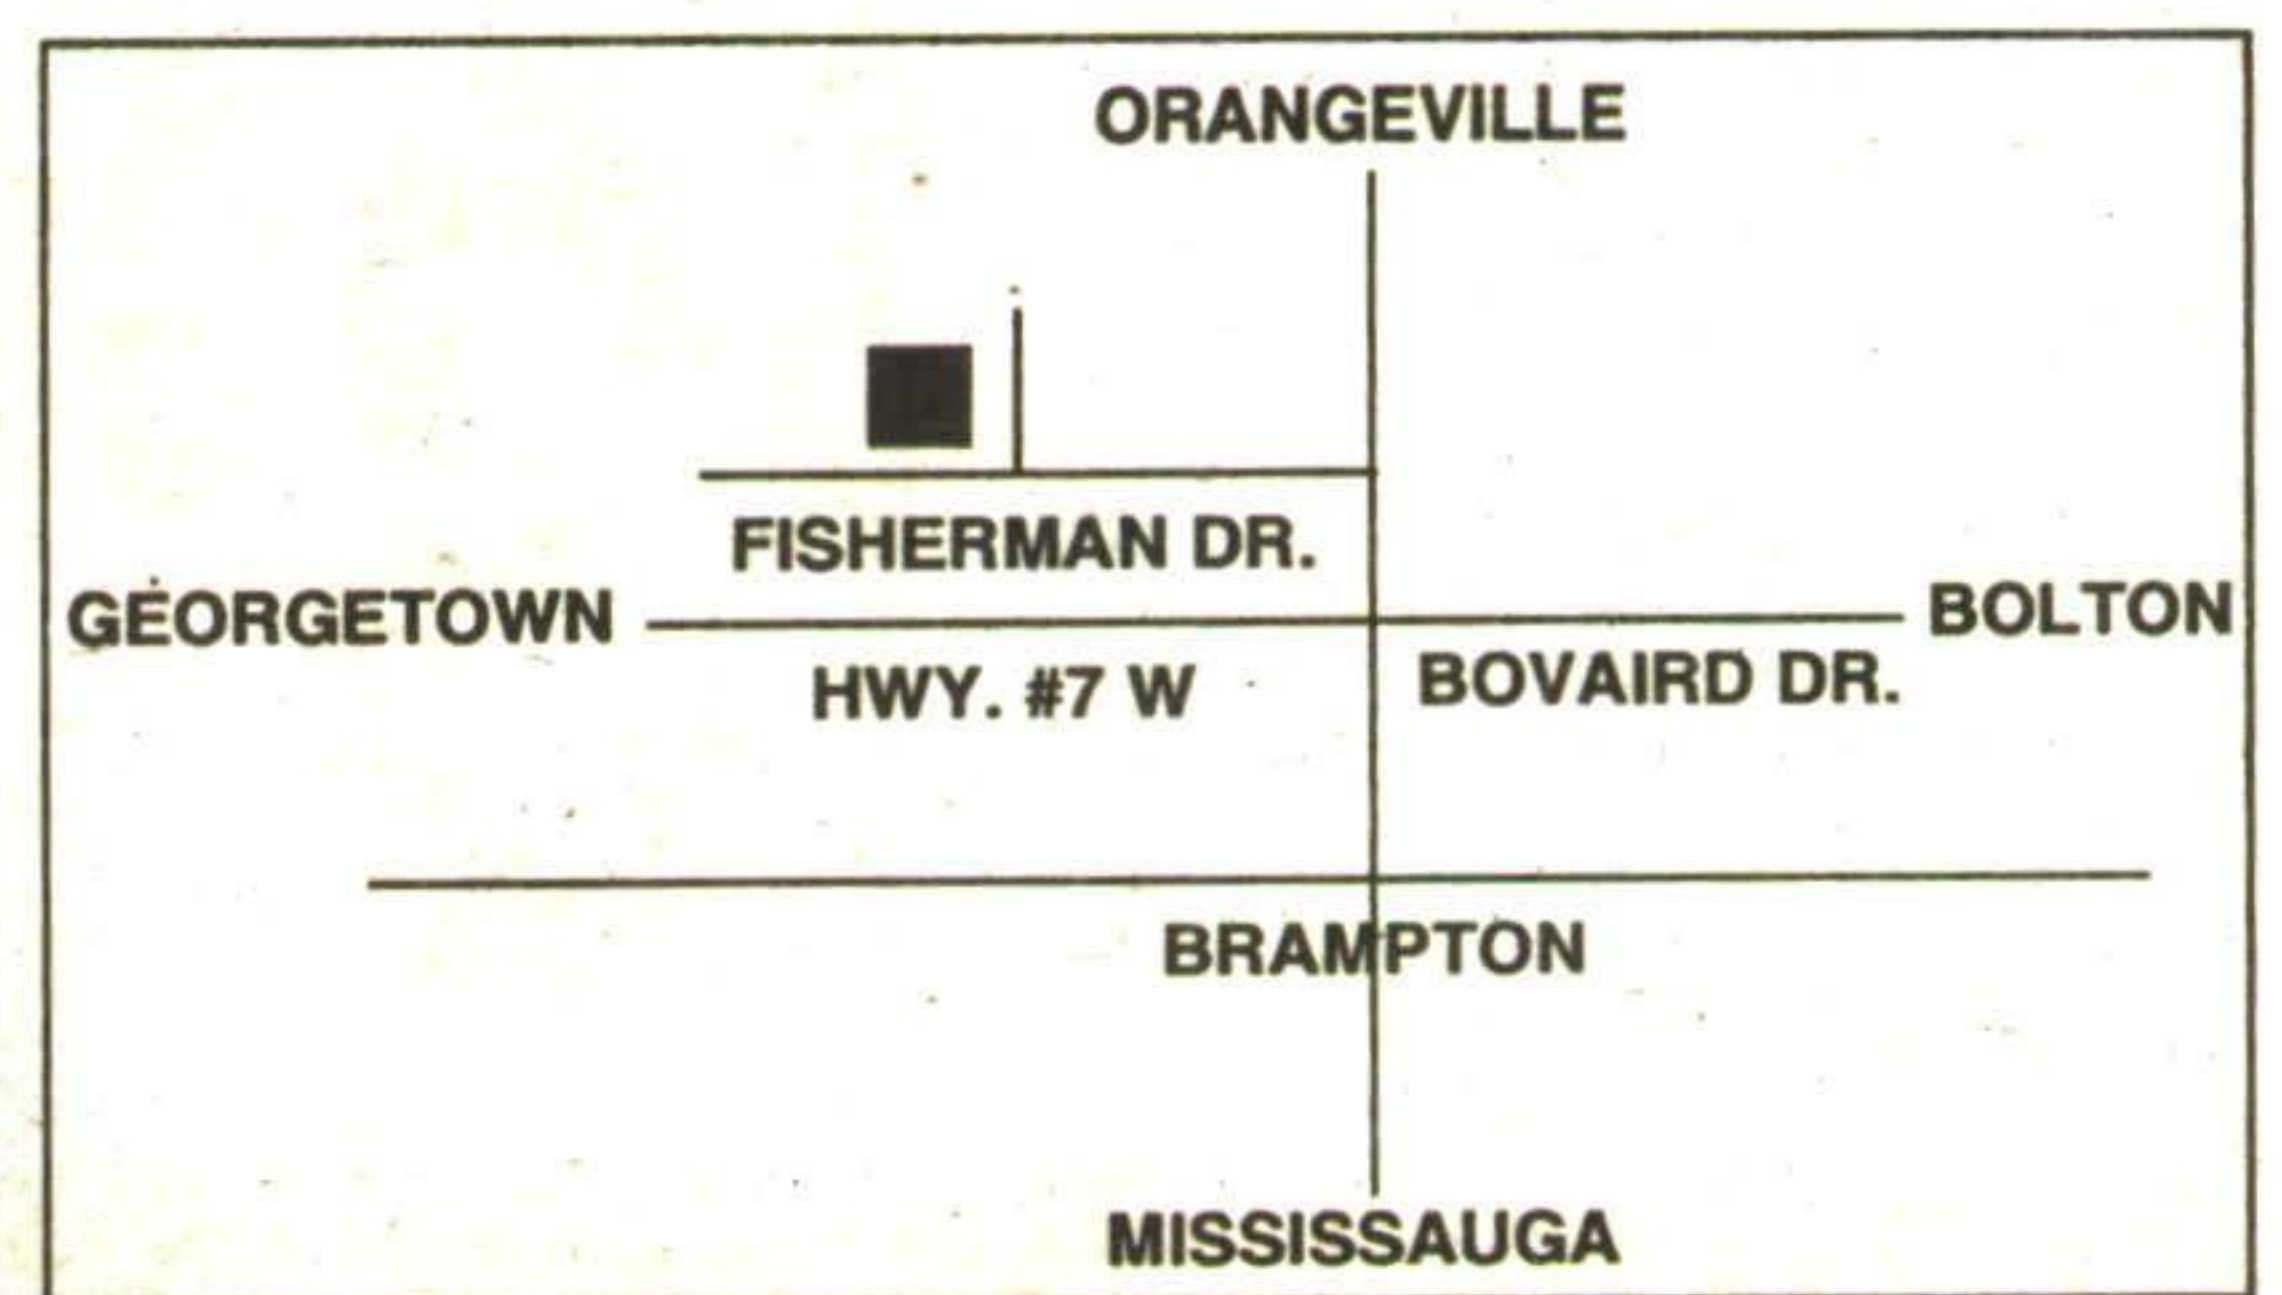 ORANGEVILLE
FISHERMAN DR.
GEORGETOWN
BOLTON
HWY. #7 W
BOVAIRD DR.
BRAMPTON
MISSISSAUGA